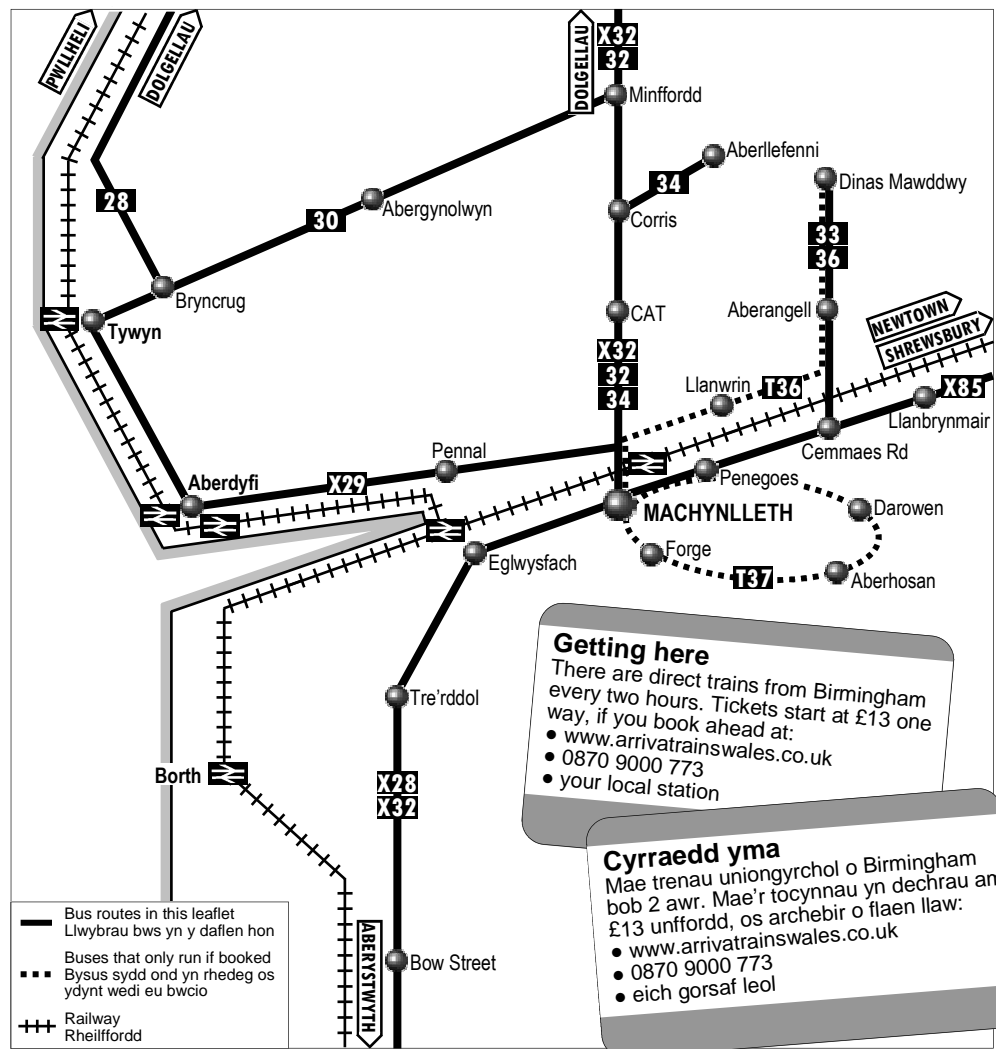 PWLLHELI
DOLGELLAU
DOLGELLAU
X32
32
Minffordd
Aberllefenni
34
Dinas Mawddwy
28
Abergynolwyn
30
Corris
33
36
Bryncrug
Tywyn
CAT
Aberangell
NEWTOWN
SHREWSBURY
X32
32
34
Llanwrin
T36
X85
Llanbrynmair
Pennal
Cemmaes Rd
Aberdyfi
X29
Penegoes
MACHYNLLETH
Darowen
Eglwysfach
Forge
T37
Aberhosan
Getting here
There are direct trains from Birmingham
every two hours. Tickets start at £13 one
way, if you book ahead at:
• www.arrivatrainswales.co.uk
• 0870 9000 773
• your local station
Tre'rddol
Borth
X28
X32
Cyrraedd yma
Mae trenau uniongyrchol o Birmingham
bob 2 awr. Mae'r tocynnau yn dechrau am
£13 unffordd, os archebir o flaen llaw:
• www.arrivatrainswales.co.uk
• 0870 9000 773
• eich gorsaf leol
Bus routes in this leaflet
Llwybrau bws yn y daflen hon
Buses that only run if booked
Bysus sydd ond yn rhedeg os
ydynt wedi eu bwcio
Railway
Rheilffordd
ABERYSTWYTH
Bow Street